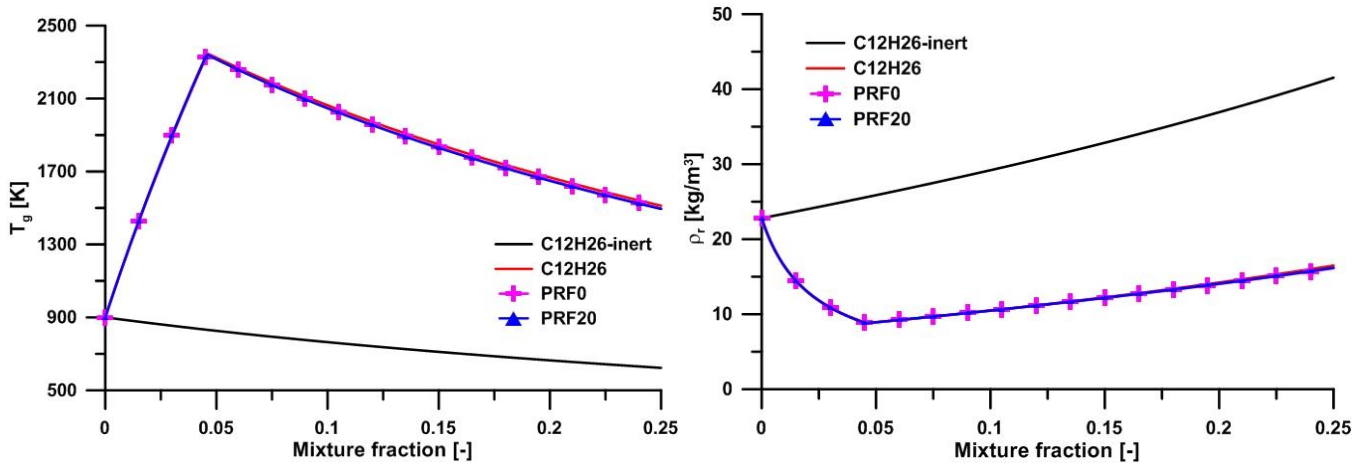 2500
2100
1700
1300
900
500
T_g [K]
C12H26-inert
C12H26
PRF0
PRF20
0
0.05
0.1
0.15
0.2
0.25
Mixture fraction [-]
50
40
30
20
10
0
ρ_r [kg/m³]
C12H26-inert
C12H26
PRF0
PRF20
0
0.05
0.1
0.15
0.2
0.25
Mixture fraction [-]